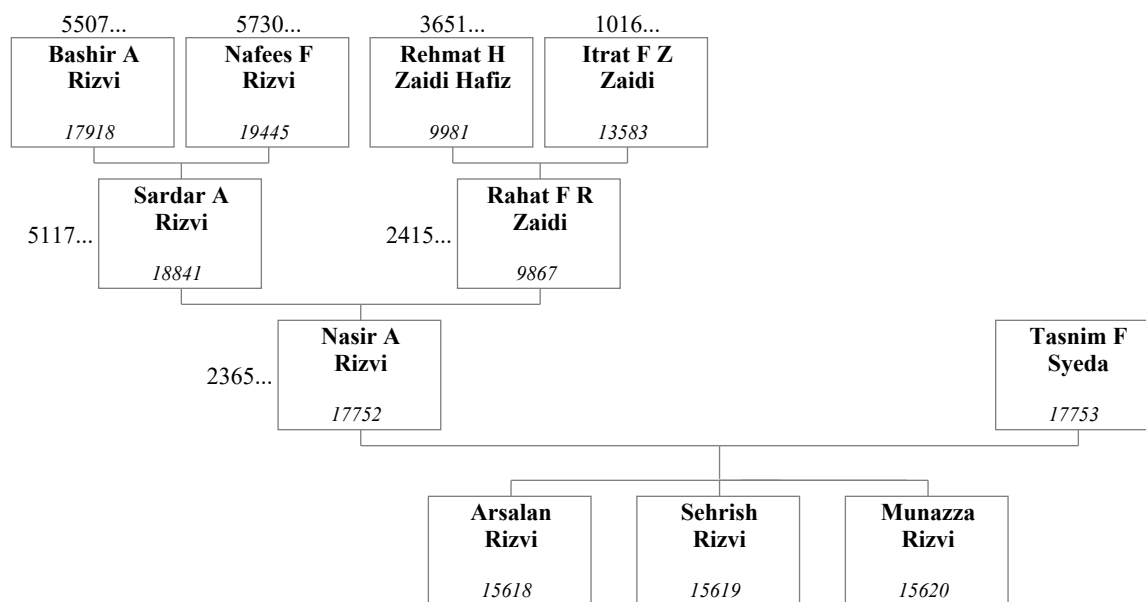 5507...
5730...
3651...
1016...
Bashir A
Rizvi
17918
Nafees F
Rizvi
19445
Rehmat H
Zaidi Hafiz
9981
Itrat F Z
Zaidi
13583
5117...
Sardar A
Rizvi
18841
2415...
Rahat F R
Zaidi
9867
2365...
Nasir A
Rizvi
17752
Tasnim F
Syeda
17753
Arsalan
Rizvi
15618
Sehrish
Rizvi
15619
Munazza
Rizvi
15620